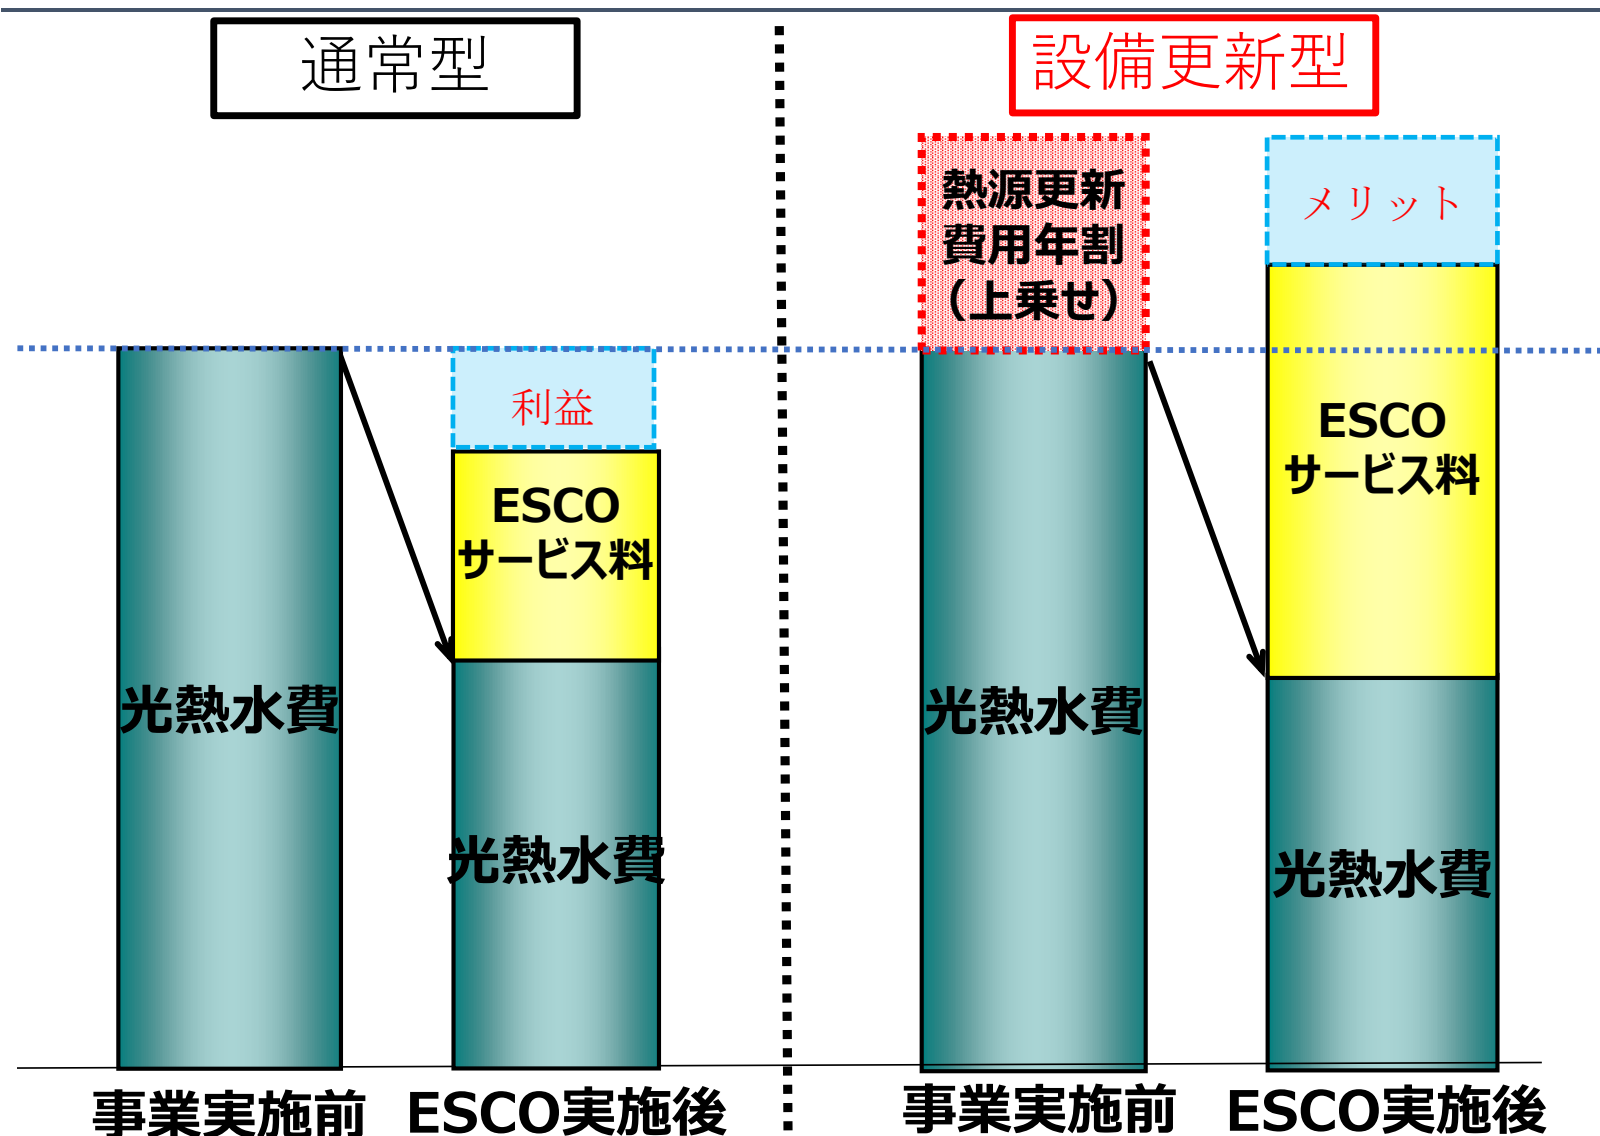 通常型
利益
ESCO
サービス料
光熱水費
光熱水費
事業実施前
ESCO実施後
設備更新型
熱源更新
費用年割
（上乗せ）
メリット
ESCO
サービス料
光熱水費
光熱水費
事業実施前
ESCO実施後